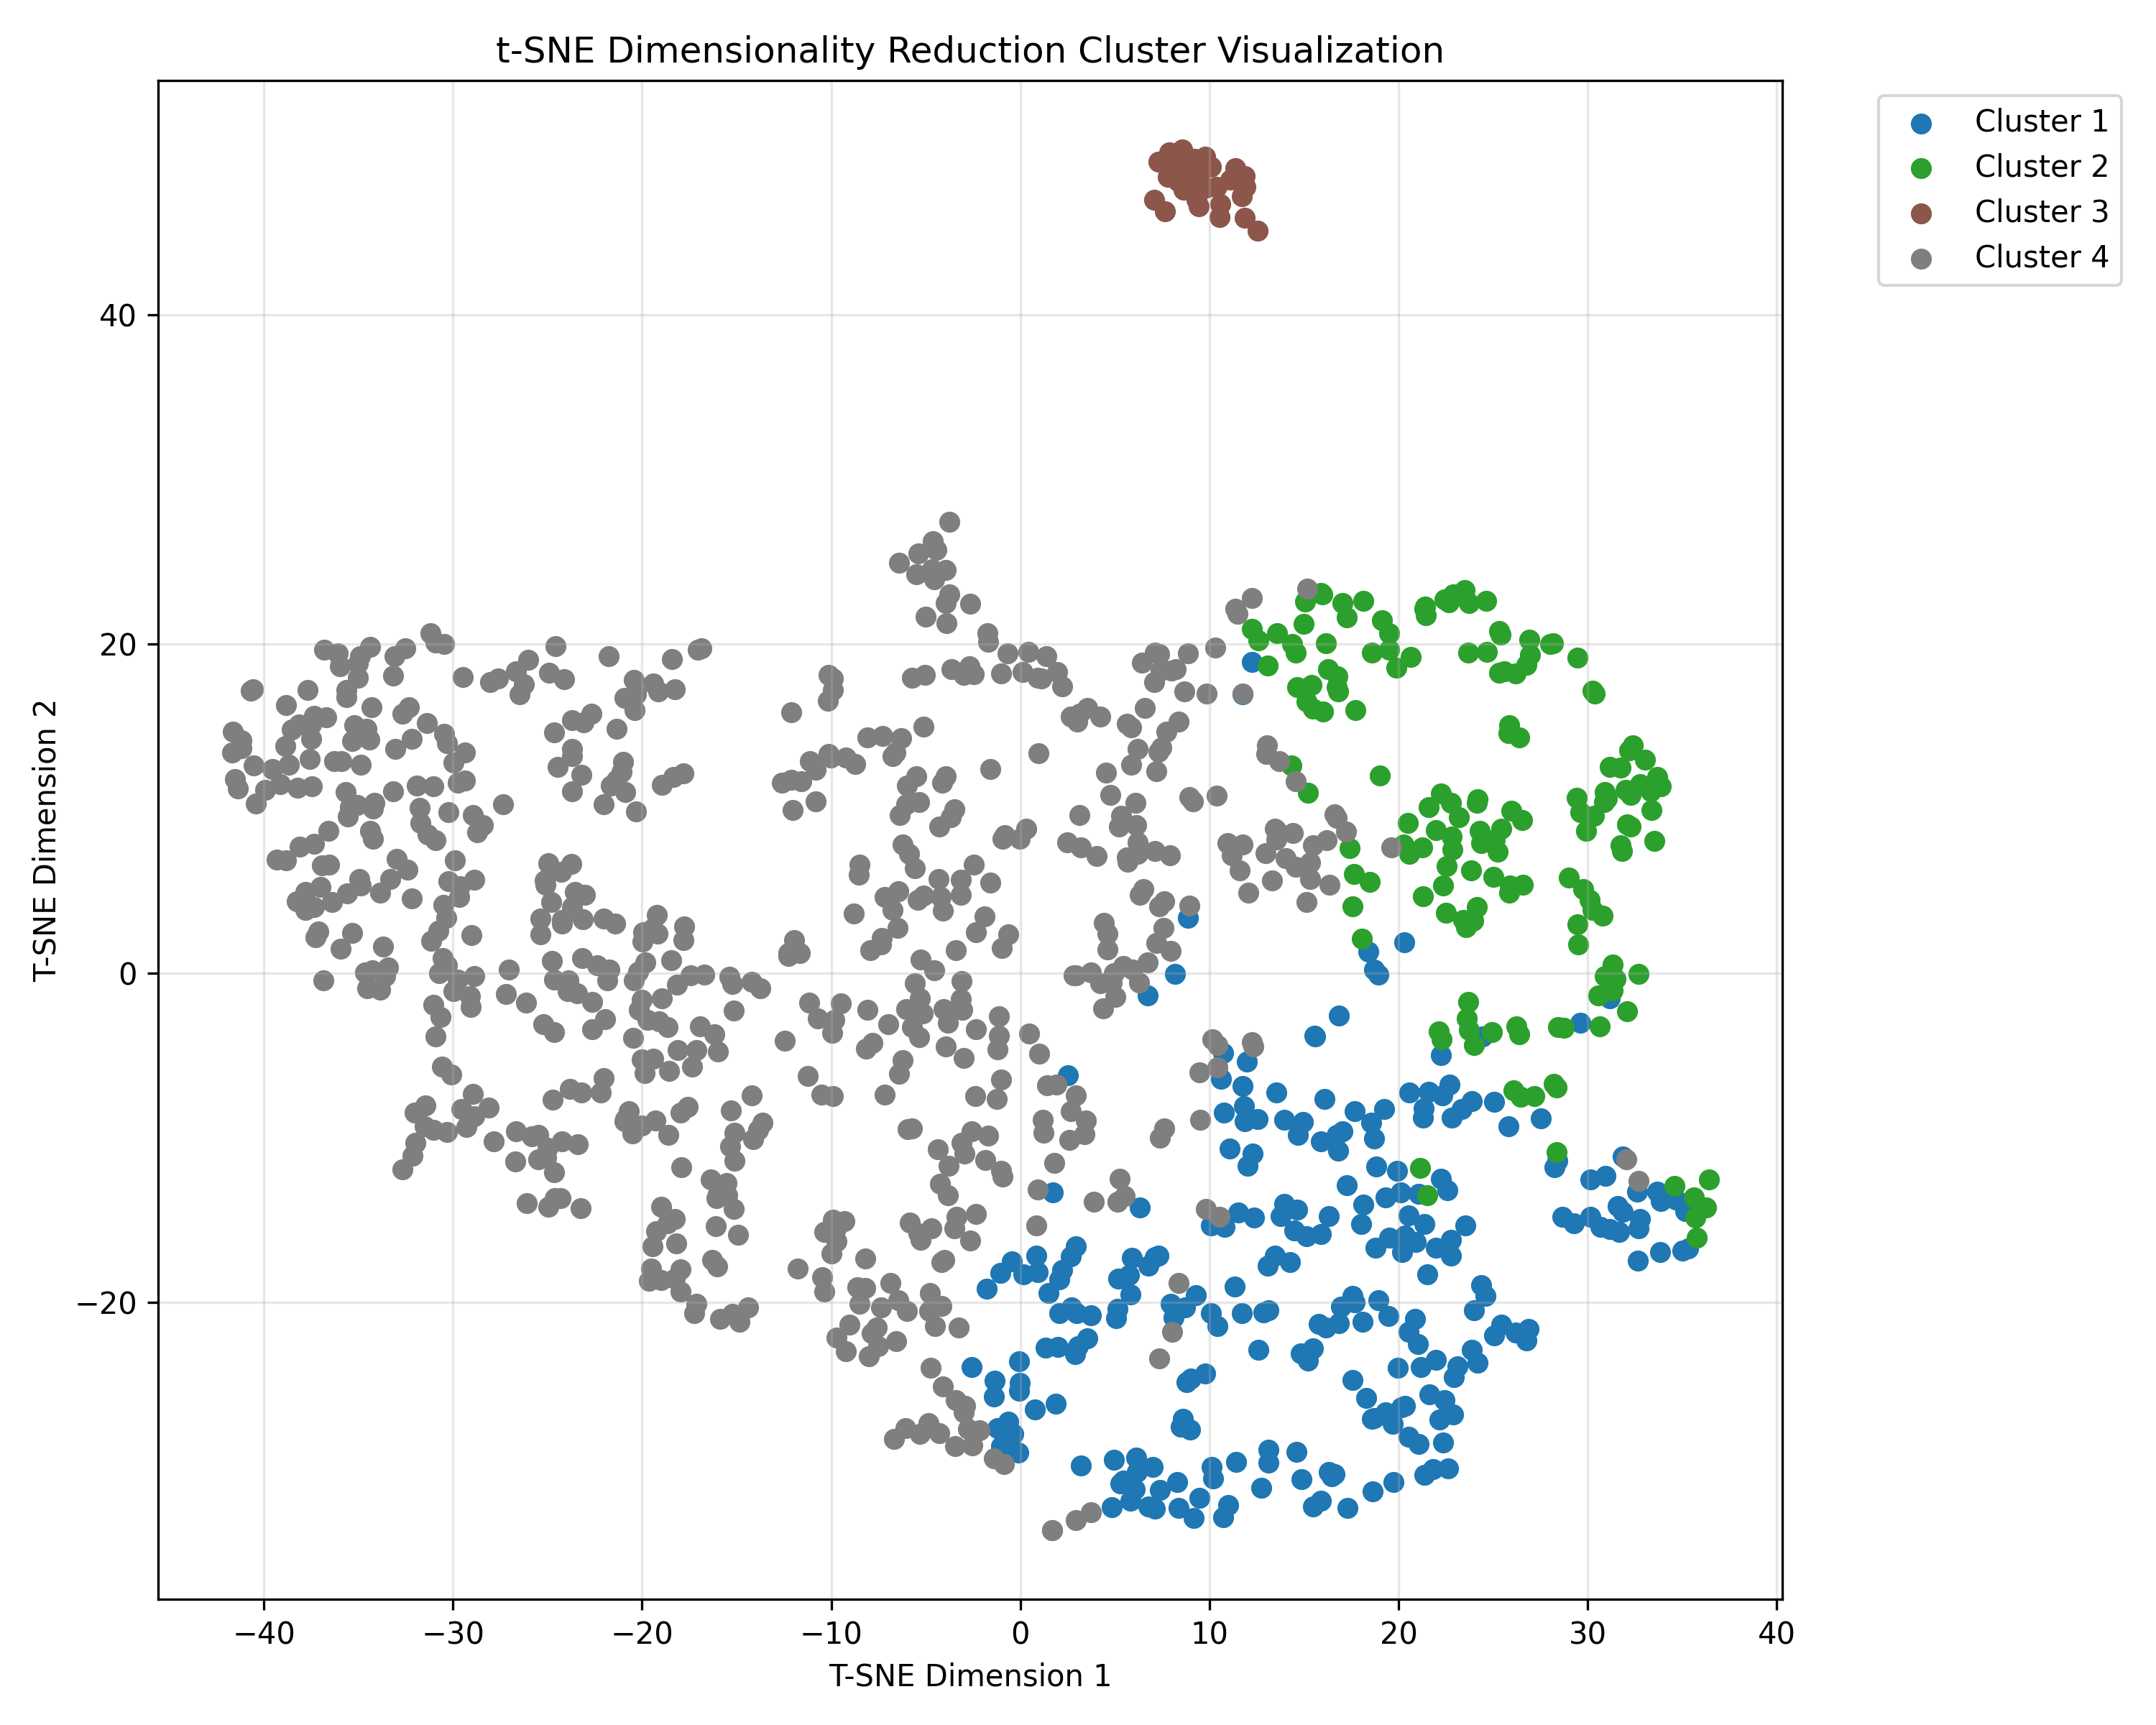 t-SNE Dimensionality Reduction Cluster Visualization
Cluster 1
Cluster 2
Cluster 3
Cluster 4
T-SNE Dimension 2
40
20
0
−20
−40
−30
−20
−10
0
10
20
30
40
T-SNE Dimension 1